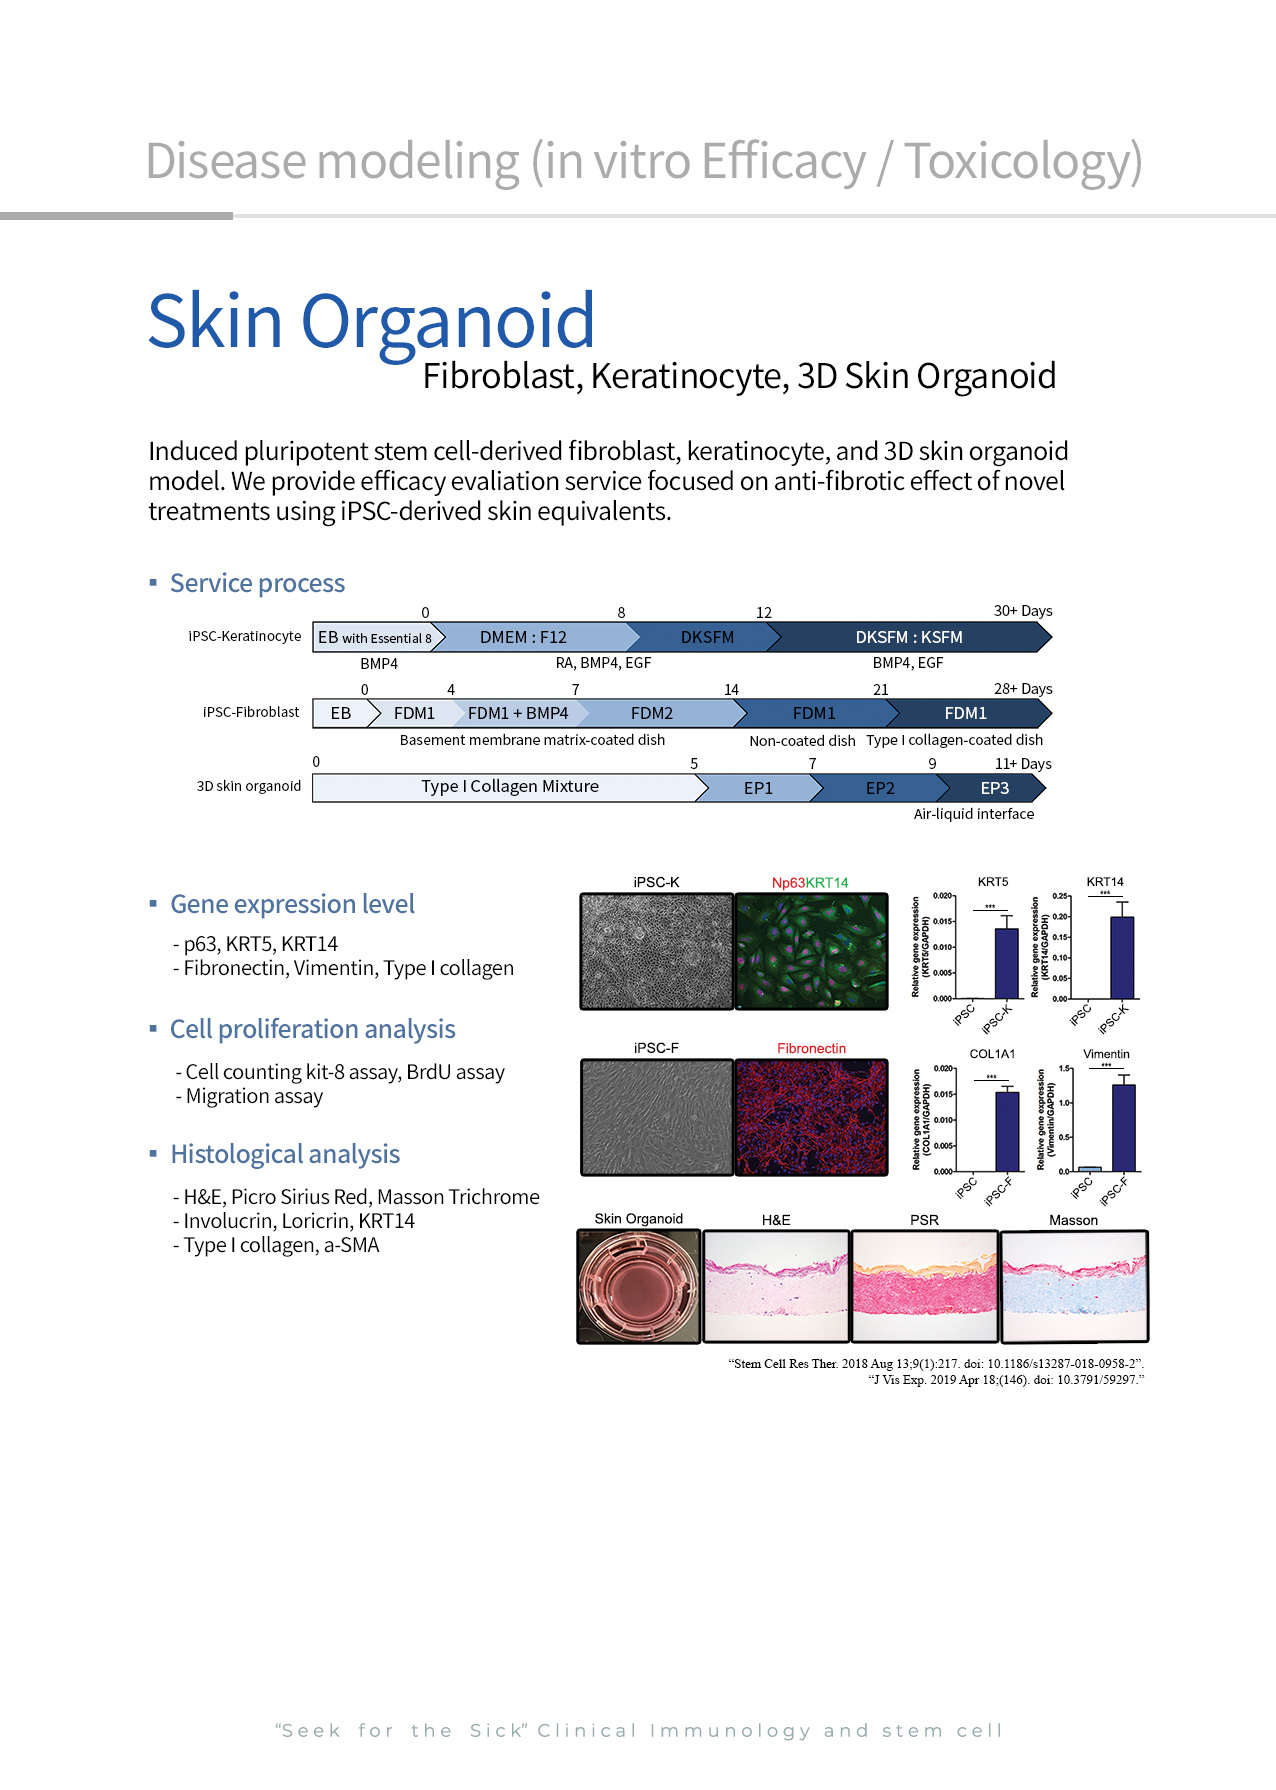 Disease modeling (in vitro Efficacy / Toxicology)
Skin Organoid
Fibroblast, Keratinocyte, 3D Skin Organoid
Induced pluripotent stem cell-derived fibroblast, keratinocyte, and 3D skin organoid
model. We provide efficacy evaliation service focused on anti-fibrotic effect of novel
treatments using iPSC-derived skin equivalents.
▪ Service process
0 8 12 30+ Days
iPSC-Keratinocyte EB with Essential 8 DMEM : F12 DKSFM DKSFM : KSFM
BMP4 RA, BMP4, EGF BMP4, EGF
0 4 7 14 21 28+ Days
iPSC-Fibroblast EB FDM1 FDM1 + BMP4 FDM2 FDM1 FDM1
Basement membrane matrix-coated dish Non-coated dish Type I collagen-coated dish
0 5 7 9 11+ Days
3D skin organoid Type I Collagen Mixture EP1 EP2 EP3
Air-liquid interface
▪ Gene expression level
- p63, KRT5, KRT14
- Fibronectin, Vimentin, Type I collagen
▪ Cell proliferation analysis
- Cell counting kit-8 assay, BrdU assay
- Migration assay
▪ Histological analysis
- H&E, Picro Sirius Red, Masson Trichrome
- Involucrin, Loricrin, KRT14
- Type I collagen, a-SMA
iPSC-K
Np63KRT14
KRT5
Relative gene expression
(KRT5/GAPDH)
0.020
0.015
0.010
0.005
0.000
***
iPSC
iPSC-K
KRT14
Relative gene expression
(KRT14/GAPDH)
0.25
0.20
0.15
0.10
0.05
0.00
***
iPSC
iPSC-K
iPSC-F
Fibronectin
COL1A1
Relative gene expression
(COL1A1/GAPDH)
0.020
0.015
0.010
0.005
0.000
***
iPSC
iPSC-F
Vimentin
Relative gene expression
(Vimentin/GAPDH)
1.5
1.0
0.5
0.0
***
iPSC
iPSC-F
Skin Organoid H&E PSR Masson
“Stem Cell Res Ther. 2018 Aug 13;9(1):217. doi: 10.1186/s13287-018-0958-2”.
“J Vis Exp. 2019 Apr 18;(146). doi: 10.3791/59297.”
“Seek for the Sick” Clinical Immunology and stem cell